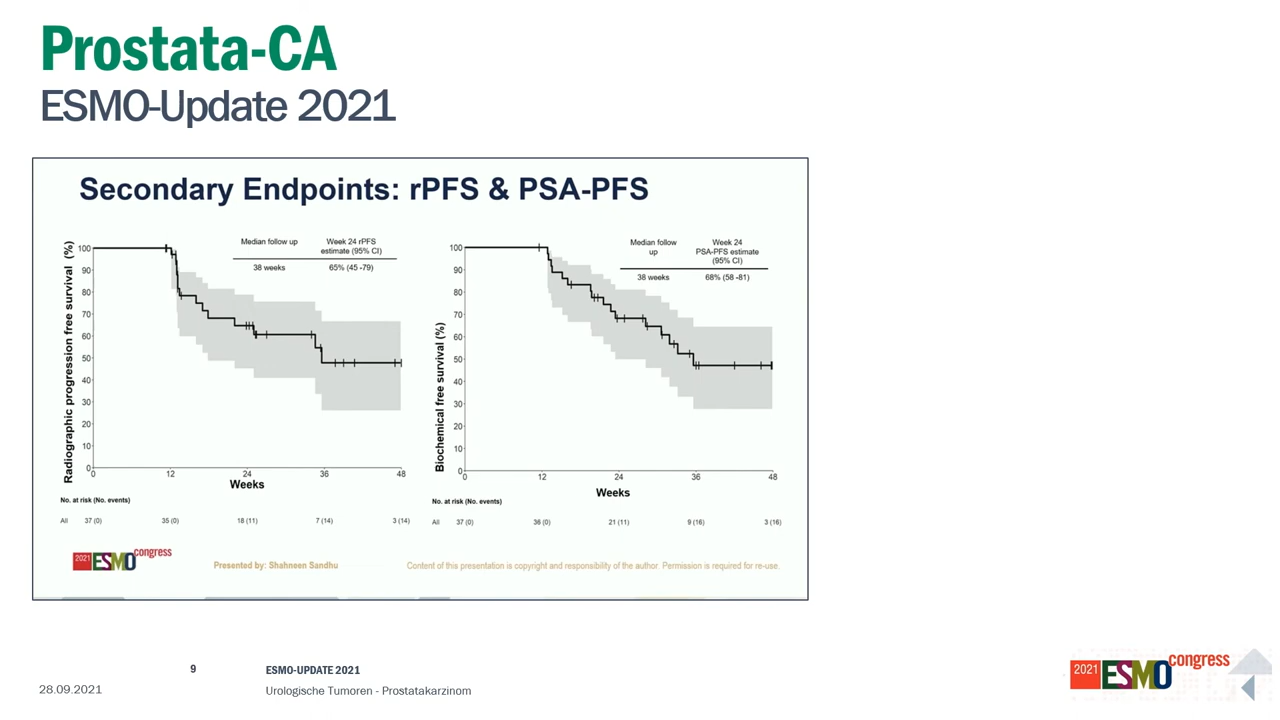 Prostata-CA
ESMO-Update 2021
Secondary Endpoints: rPFS & PSA-PFS
Radiographic progression free survival (%)
100
90
80
70
60
50
40
30
20
10
0
Median follow up
Week 24 rPFS
estimate (95% CI)
38 weeks
65% (45 -79)
0 12 24 36 48
Weeks
No. at risk (No. events)
All 37 (0) 35 (0) 18 (11) 7 (14) 3 (14)
Biochemical free survival (%)
100
90
80
70
60
50
40
30
20
10
0
Median follow
up
Week 24
PSA-PFS estimate
(95% CI)
38 weeks
68% (58 -81)
0 12 24 36 48
Weeks
No. at risk (No. events)
All 37 (0) 36 (0) 21 (11) 9 (16) 3 (16)
2021 ESMO congress
Presented by: Shahneen Sandhu
Content of this presentation is copyright and responsibility of the author. Permission is required for re-use.
9
ESMO-UPDATE 2021
28.09.2021
Urologische Tumoren - Prostatakarzinom
2021 ESMO congress